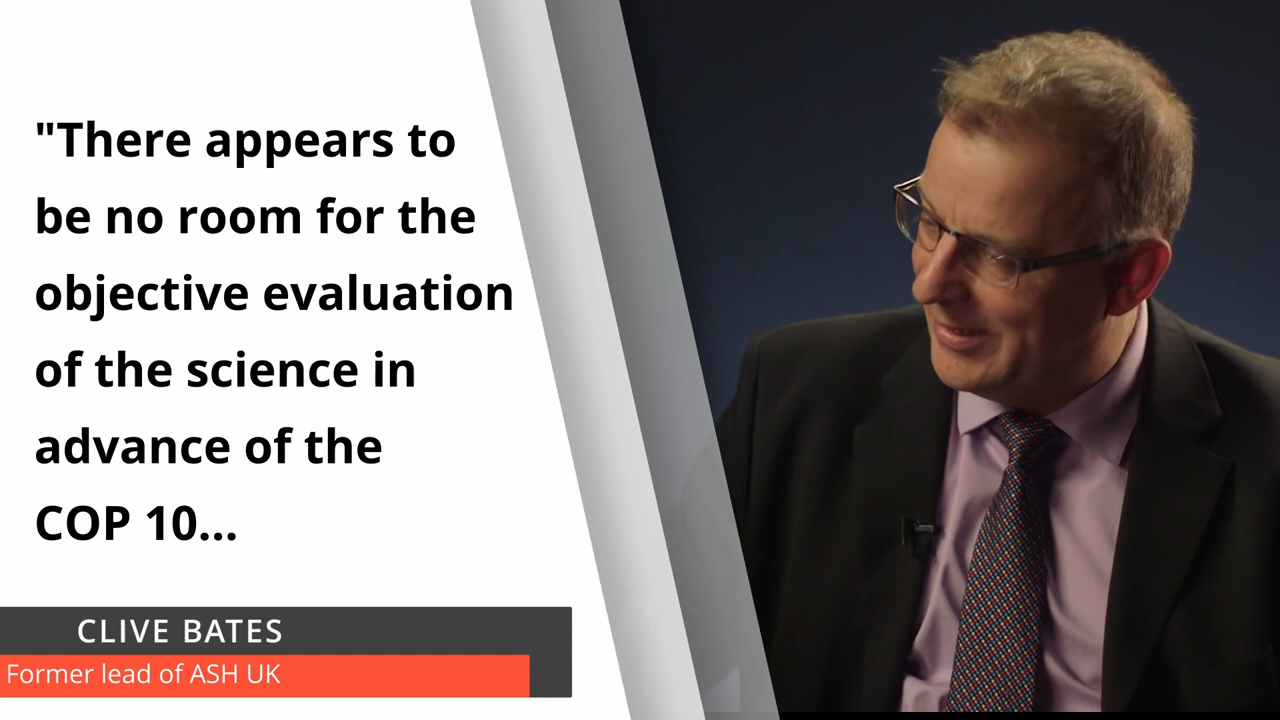 "There appears to
be no room for the
objective evaluation
of the science in
advance of the
COP 10...
CLIVE BATES
Former lead of ASH UK